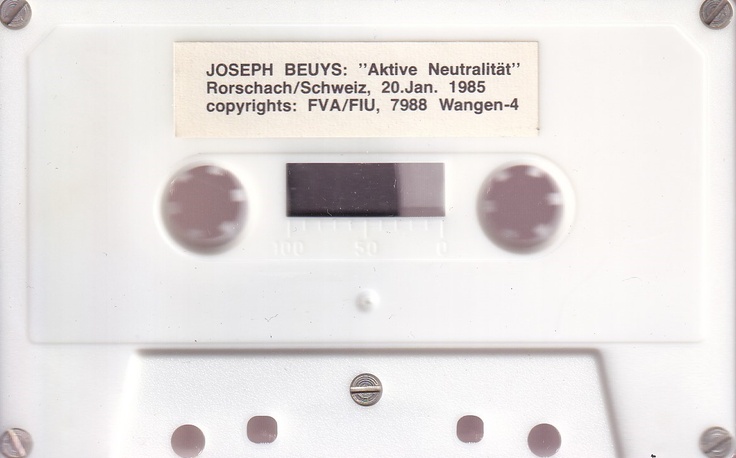 JOSEPH BEUYS: "Aktive Neutralität"
Rorschach/Schweiz, 20.Jan. 1985
copyrights: FVA/FIU, 7988 Wangen-4
100 50 0